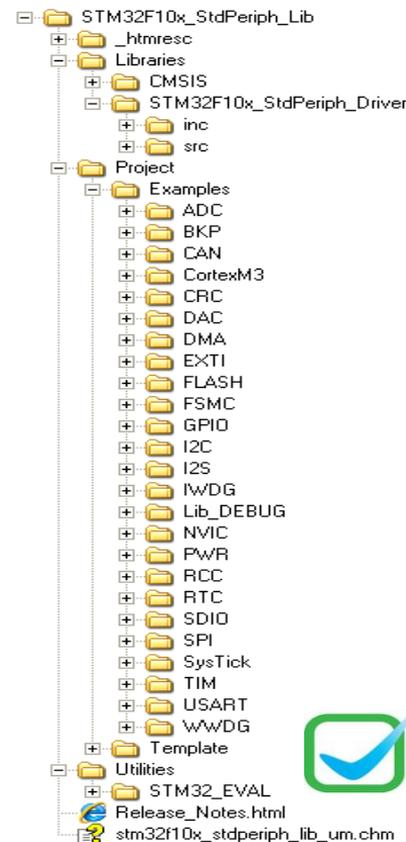 STM32F10x_StdPeriph_Lib
_htmresc
Libraries
CMSIS
STM32F10x_StdPeriph_Driver
inc
src
Project
Examples
ADC
BKP
CAN
CortexM3
CRC
DAC
DMA
EXTI
FLASH
FSMC
GPIO
I2C
I2S
IWDG
Lib_DEBUG
NVIC
PWR
RCC
RTC
SDIO
SPI
SysTick
TIM
USART
WWDG
Template
Utilities
STM32_EVAL
Release_Notes.html
stm32f10x_stdperiph_lib_um.chm